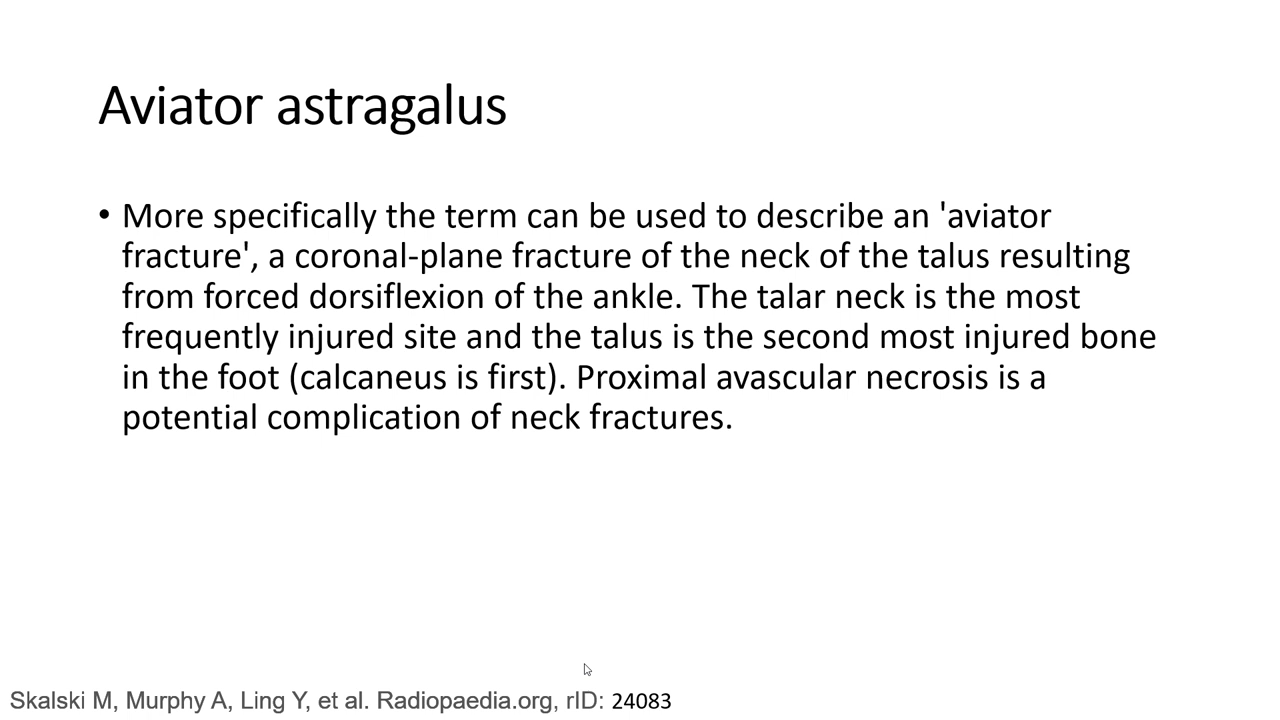 Aviator astragalus
• More specifically the term can be used to describe an 'aviator
fracture', a coronal-plane fracture of the neck of the talus resulting
from forced dorsiflexion of the ankle. The talar neck is the most
frequently injured site and the talus is the second most injured bone
in the foot (calcaneus is first). Proximal avascular necrosis is a
potential complication of neck fractures.
Skalski M, Murphy A, Ling Y, et al. Radiopaedia.org, rID: 24083